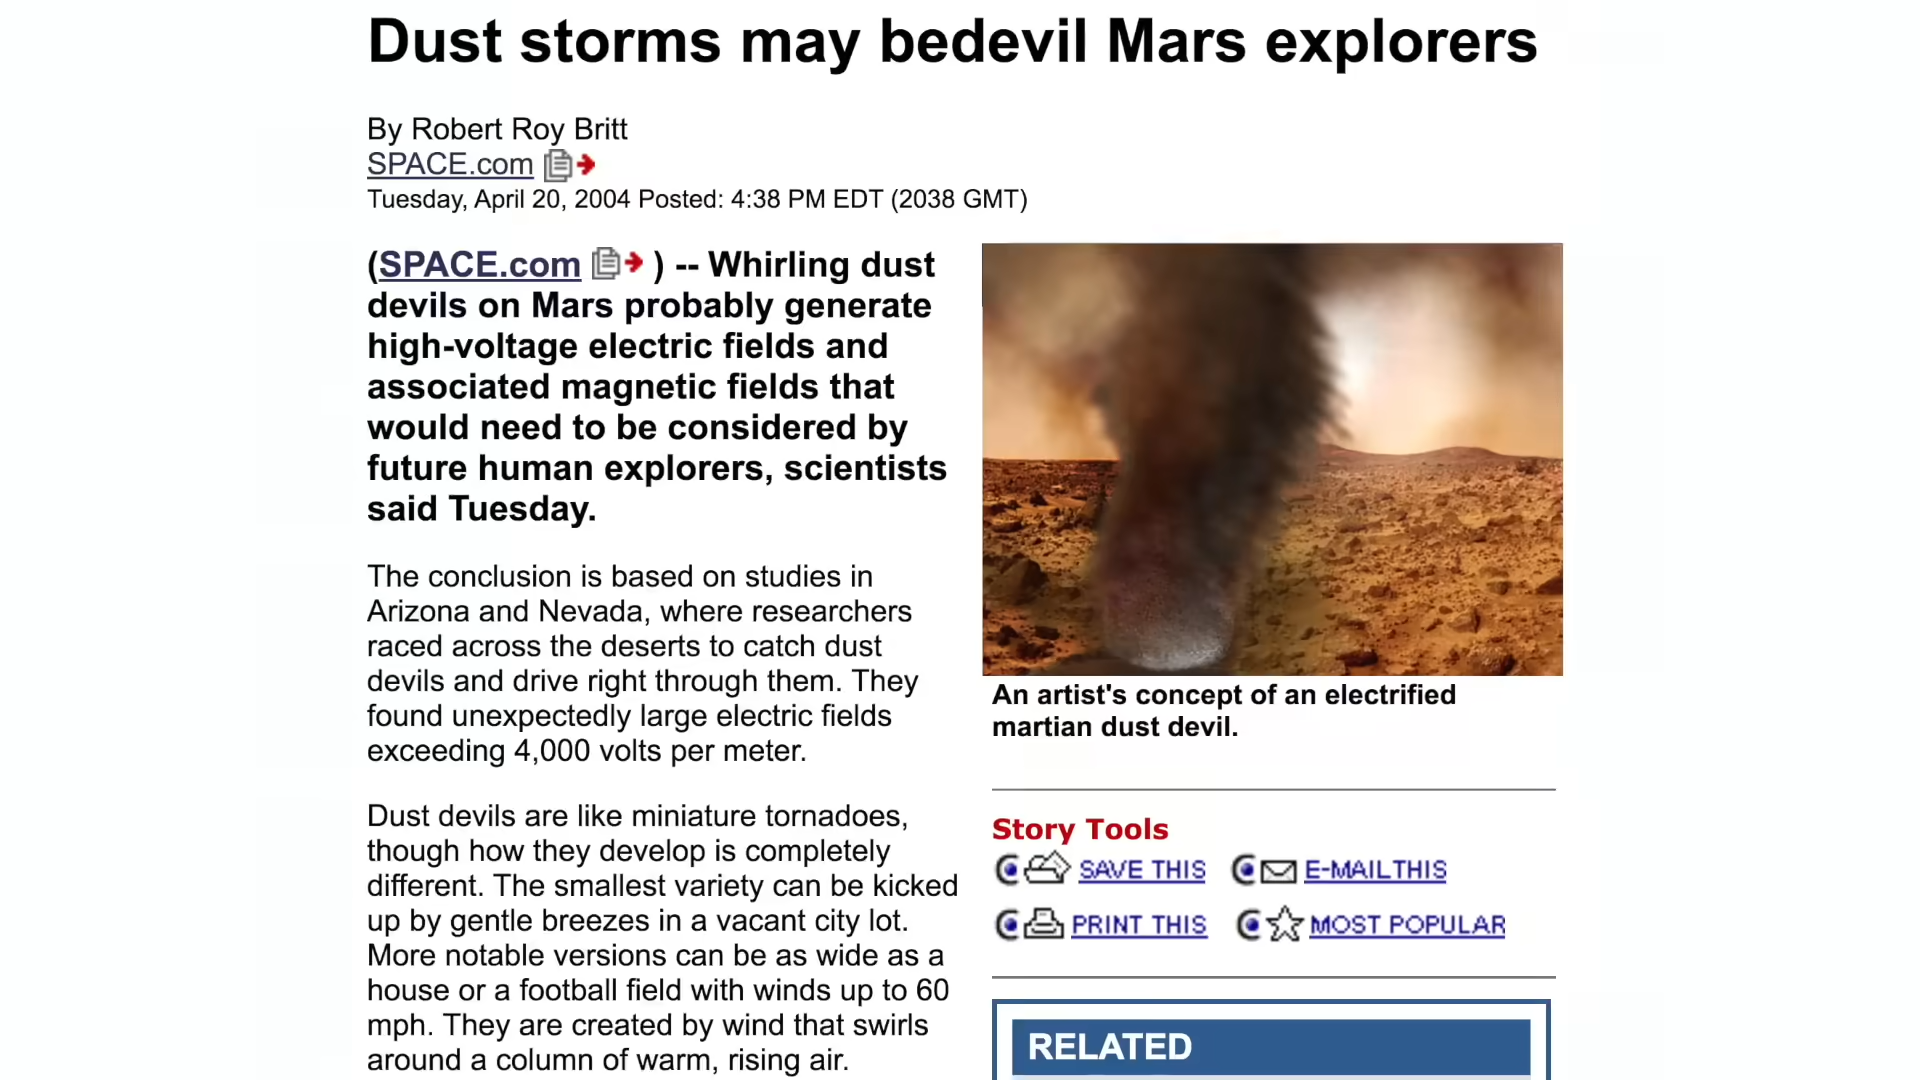 Dust storms may bedevil Mars explorers
By Robert Roy Britt
SPACE.com
Tuesday, April 20, 2004 Posted: 4:38 PM EDT (2038 GMT)
(SPACE.com ) -- Whirling dust
devils on Mars probably generate
high-voltage electric fields and
associated magnetic fields that
would need to be considered by
future human explorers, scientists
said Tuesday.
The conclusion is based on studies in
Arizona and Nevada, where researchers
raced across the deserts to catch dust
devils and drive right through them. They
found unexpectedly large electric fields
exceeding 4,000 volts per meter.
Dust devils are like miniature tornadoes,
though how they develop is completely
different. The smallest variety can be kicked
up by gentle breezes in a vacant city lot.
More notable versions can be as wide as a
house or a football field with winds up to 60
mph. They are created by wind that swirls
around a column of warm, rising air.
An artist's concept of an electrified
martian dust devil.
Story Tools
SAVE THIS E-MAIL THIS
PRINT THIS MOST POPULAR
RELATED